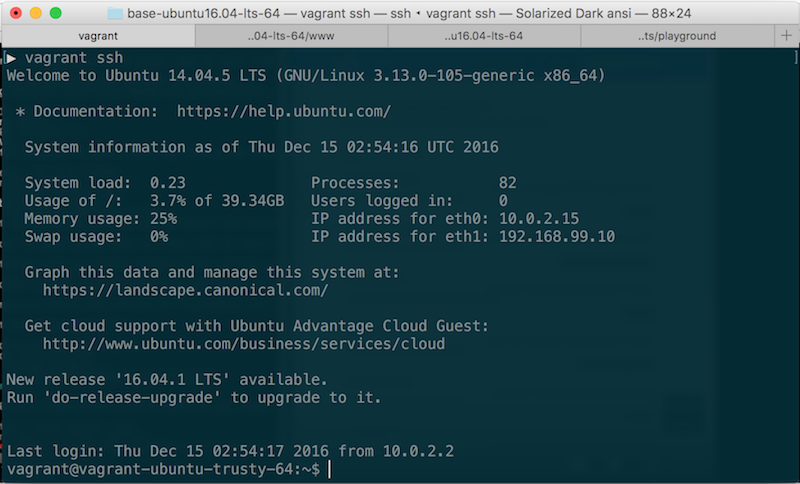 base-ubuntu16.04-lts-64 — vagrant ssh — ssh • vagrant ssh — Solarized Dark ansi — 88×24
vagrant ..04-lts-64/www ..u16.04-lts-64 ..ts/playground +
[▶ vagrant ssh ]
Welcome to Ubuntu 14.04.5 LTS (GNU/Linux 3.13.0-105-generic x86_64)
* Documentation:  https://help.ubuntu.com/
System information as of Thu Dec 15 02:54:16 UTC 2016
System load:  0.23 Processes: 82
Usage of /:   3.7% of 39.34GB Users logged in: 0
Memory usage: 25% IP address for eth0: 10.0.2.15
Swap usage:   0% IP address for eth1: 192.168.99.10
Graph this data and manage this system at:
https://landscape.canonical.com/
Get cloud support with Ubuntu Advantage Cloud Guest:
http://www.ubuntu.com/business/services/cloud
New release '16.04.1 LTS' available.
Run 'do-release-upgrade' to upgrade to it.
Last login: Thu Dec 15 02:54:17 2016 from 10.0.2.2
vagrant@vagrant-ubuntu-trusty-64:~$